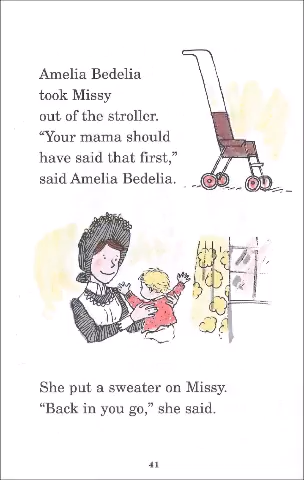 Amelia Bedelia
took Missy
out of the stroller.
“Your mama should
have said that first,”
said Amelia Bedelia.
She put a sweater on Missy.
“Back in you go,” she said.
41